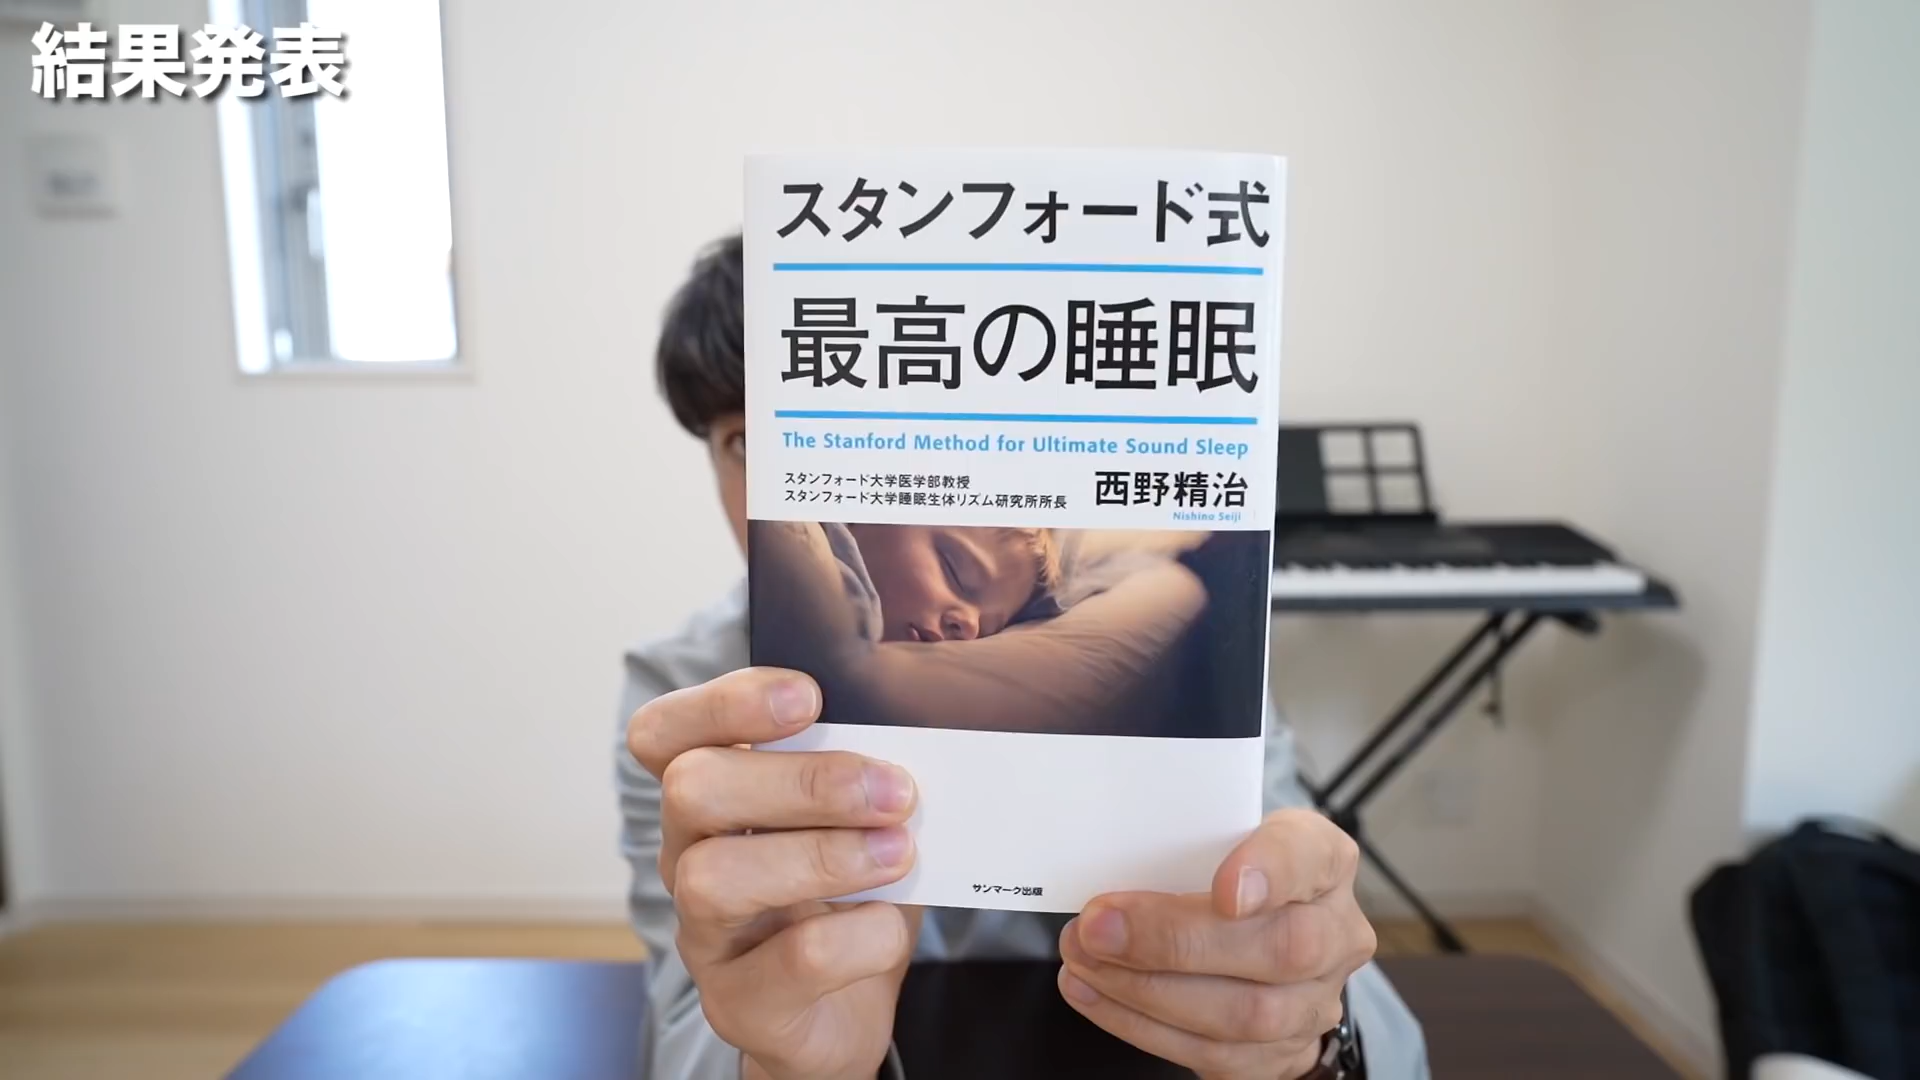 結果発表
スタンフォード式
最高の睡眠
The Stanford Method for Ultimate Sound Sleep
スタンフォード大学医学部教授
スタンフォード大学睡眠生体リズム研究所所長
西野精治
Nishino Seiji
サンマーク出版